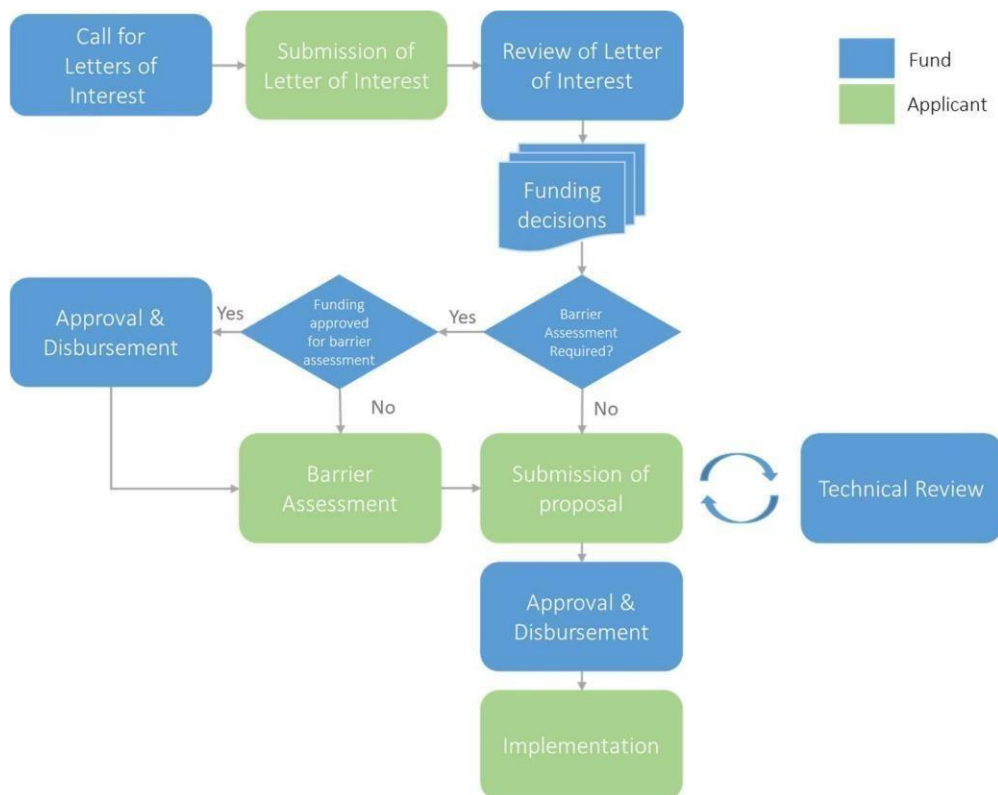 Call for
Letters of
Interest
Submission of
Letter of Interest
Review of Letter
of Interest
Fund
Applicant
Funding
decisions
Approval &
Disbursement
Yes
Funding
approved
for barrier
assessment
Yes
Barrier
Assessment
Required?
No
No
Barrier
Assessment
Submission of
proposal
Technical Review
Approval &
Disbursement
Implementation